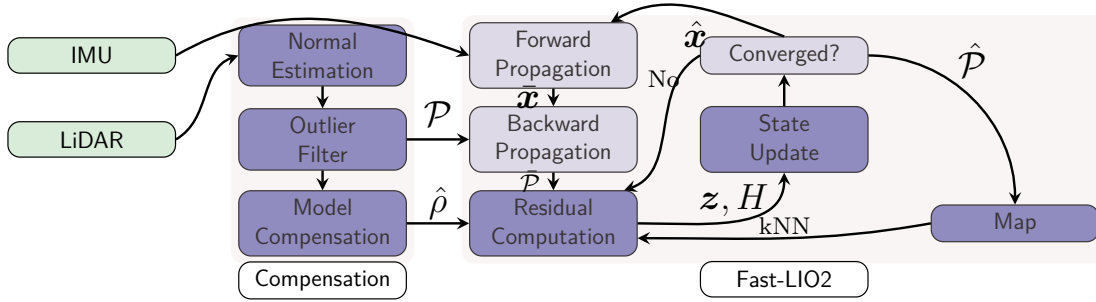 IMU
LiDAR
Normal
Estimation
Outlier
Filter
Model
Compensation
Compensation
𝒫
ρ̂
Forward
Propagation
x̄
Backward
Propagation
𝒫̄
Residual
Computation
x̂
No
Converged?
State
Update
z, H
kNN
𝒫̂
Map
Fast-LIO2